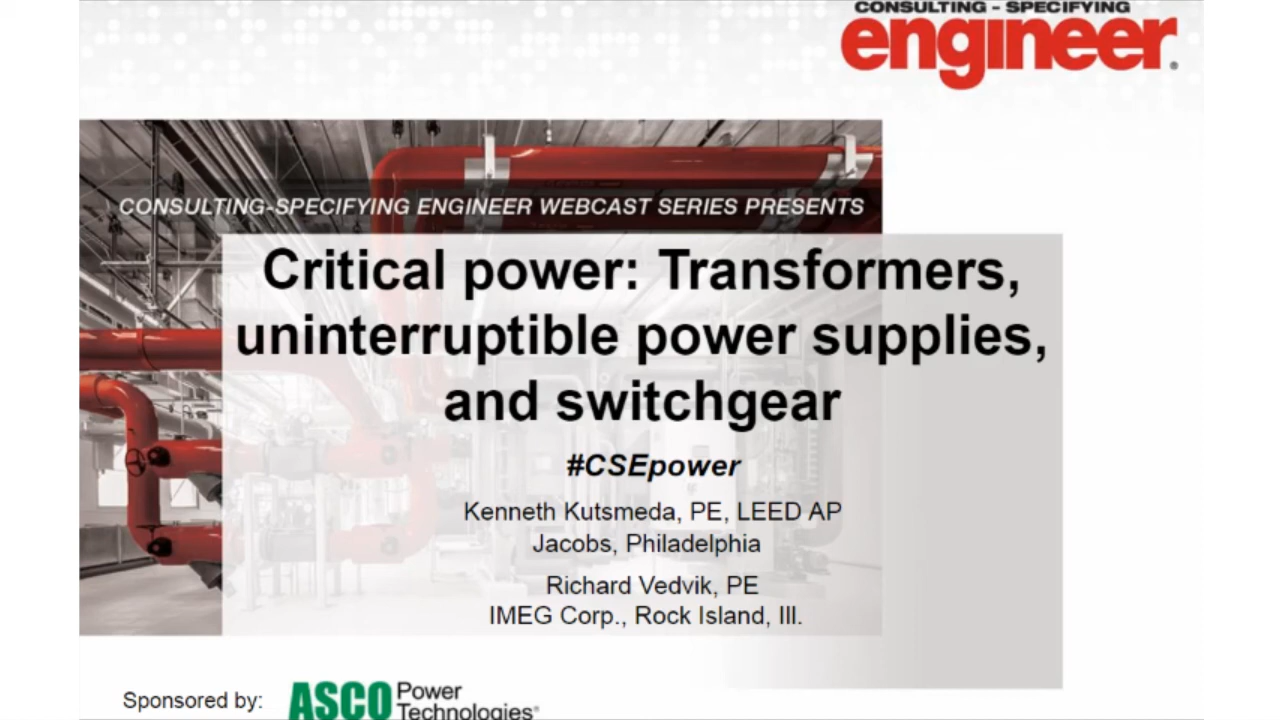 CONSULTING - SPECIFYING
engineer®
CONSULTING-SPECIFYING ENGINEER WEBCAST SERIES PRESENTS
Critical power: Transformers,
uninterruptible power supplies,
and switchgear
#CSEpower
Kenneth Kutsmeda, PE, LEED AP
Jacobs, Philadelphia
Richard Vedvik, PE
IMEG Corp., Rock Island, Ill.
Sponsored by: ASCO Power
Technologies®